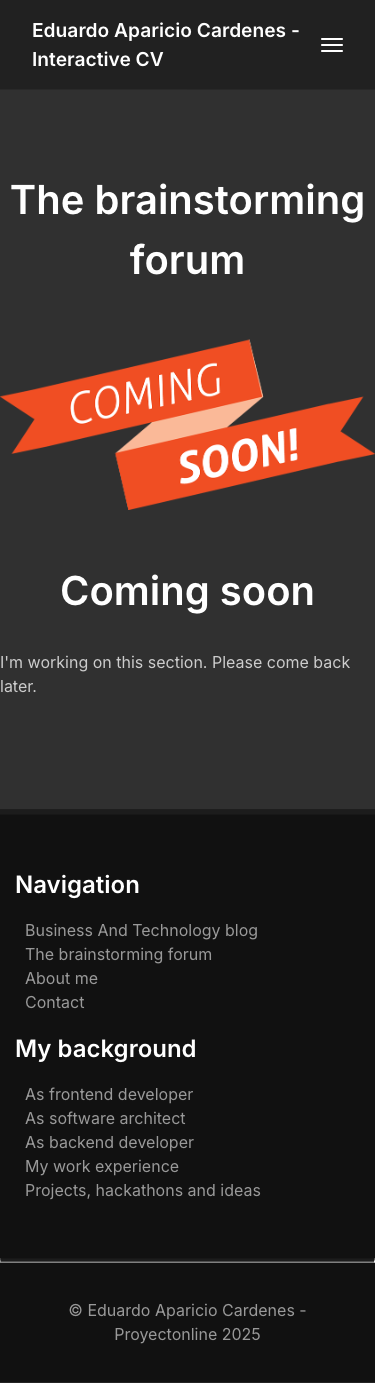 Eduardo Aparicio Cardenes -
Interactive CV
The brainstorming
forum
COMING
SOON!
Coming soon
I'm working on this section. Please come back
later.
Navigation
Business And Technology blog
The brainstorming forum
About me
Contact
My background
As frontend developer
As software architect
As backend developer
My work experience
Projects, hackathons and ideas
© Eduardo Aparicio Cardenes -
Proyectonline 2025